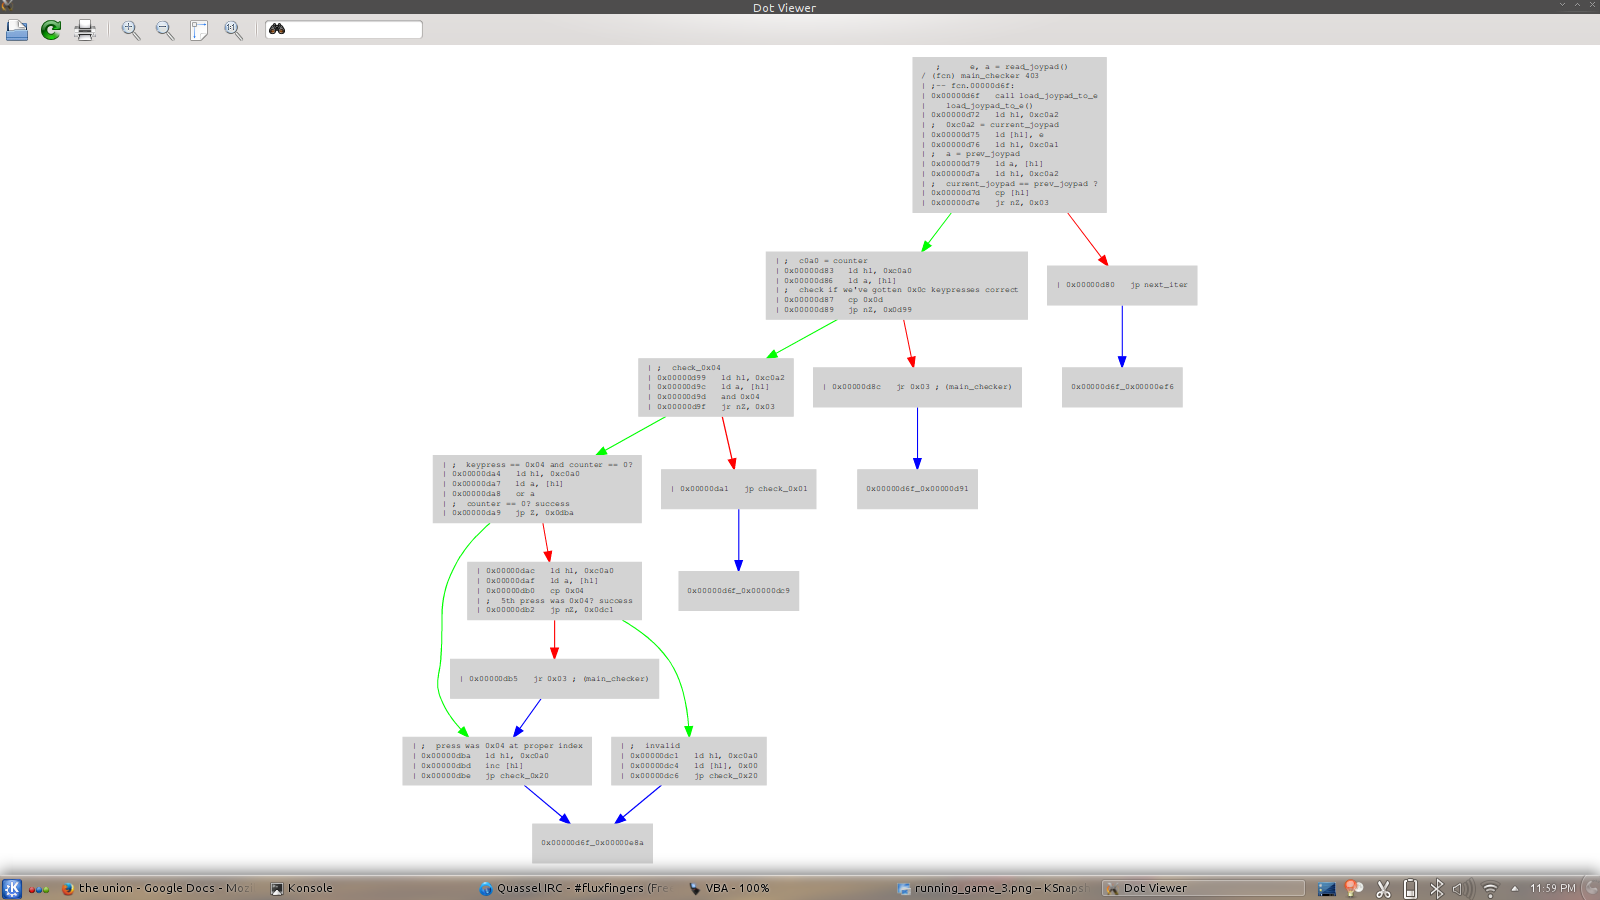 Dot Viewer
; e, a = read_joypad()
/ (fcn) main_checker 403
| ;-- fcn.00000d6f:
| 0x00000d6f call load_joypad_to_e
| load_joypad_to_e()
| 0x00000d72 ld hl, 0xc0a2
| ; 0xc0a2 = current_joypad
| 0x00000d75 ld [hl], e
| 0x00000d76 ld hl, 0xc0a1
| ; a = prev_joypad
| 0x00000d79 ld a, [hl]
| 0x00000d7a ld hl, 0xc0a2
| ; current_joypad == prev_joypad ?
| 0x00000d7d cp [hl]
| 0x00000d7e jr nZ, 0x03
| ; c0a0 = counter
| 0x00000d83 ld hl, 0xc0a0
| 0x00000d86 ld a, [hl]
| ; check if we've gotten 0x0c keypresses correct
| 0x00000d87 cp 0x0d
| 0x00000d89 jp nZ, 0x0d99
| 0x00000d80 jp next_iter
| ; check_0x04
| 0x00000d99 ld hl, 0xc0a2
| 0x00000d9c ld a, [hl]
| 0x00000d9d and 0x04
| 0x00000d9f jr nZ, 0x03
| 0x00000d8c jr 0x03 ; (main_checker)
0x00000d6f_0x00000ef6
| ; keypress == 0x04 and counter == 0?
| 0x00000da4 ld hl, 0xc0a0
| 0x00000da7 ld a, [hl]
| 0x00000da8 or a
| ; counter == 0? success
| 0x00000da9 jp Z, 0x0dba
| 0x00000da1 jp check_0x01
0x00000d6f_0x00000d91
| 0x00000dac ld hl, 0xc0a0
| 0x00000daf ld a, [hl]
| 0x00000db0 cp 0x04
| ; 5th press was 0x04? success
| 0x00000db2 jp nZ, 0x0dc1
0x00000d6f_0x00000dc9
| 0x00000db5 jr 0x03 ; (main_checker)
| ; press was 0x04 at proper index
| 0x00000dba ld hl, 0xc0a0
| 0x00000dbd inc [hl]
| 0x00000dbe jp check_0x20
| ; invalid
| 0x00000dc1 ld hl, 0xc0a0
| 0x00000dc4 ld [hl], 0x00
| 0x00000dc6 jp check_0x20
0x00000d6f_0x00000e8a
the union - Google Docs - Moz
Konsole
Quassel IRC - #fluxfingers (Fre
VBA - 100%
running_game_3.png – KSnaps
Dot Viewer
11:59 PM